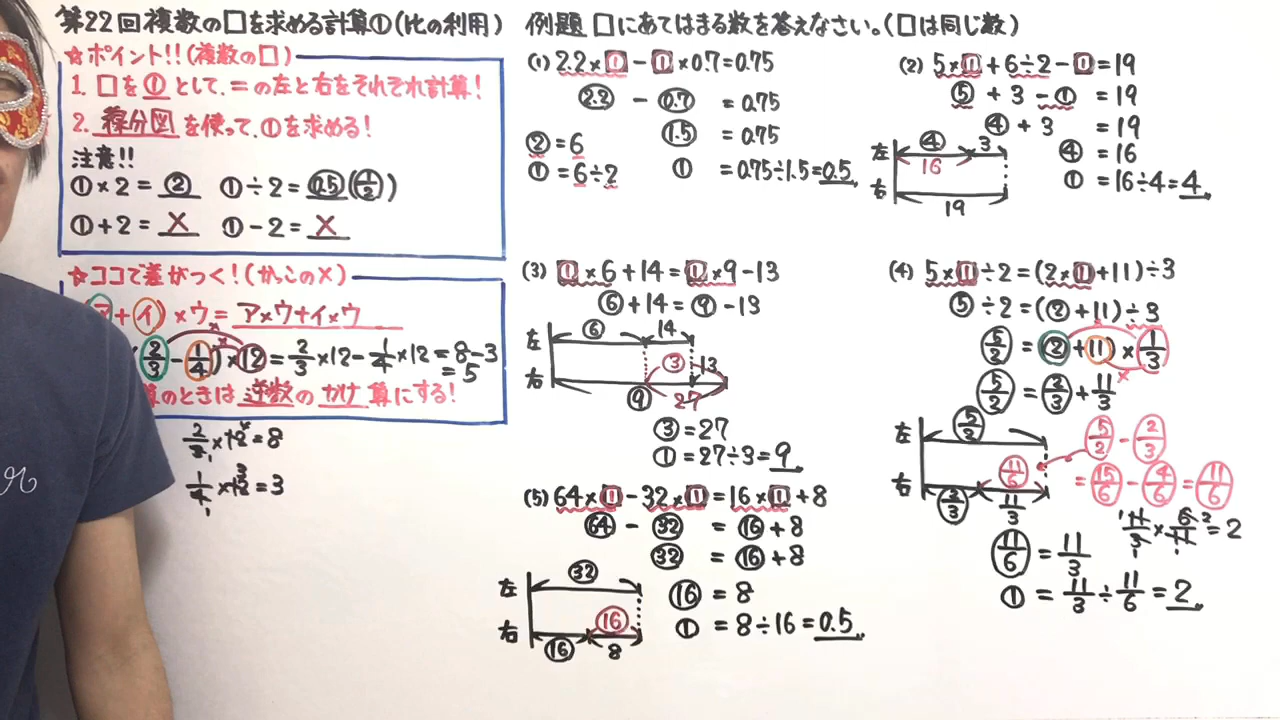 第22回 複数の□を求める計算①(比の利用)
☆ポイント!!(複数の□)
1. □を①として、=の左と右をそれぞれ計算!
2. 線分図を使って、①を求める!
注意!!
①×2=② ①÷2=0.5(1/2)
①+2=× ①-2=×
☆ココで差がつく!(かっこの×)
+イ)×ウ=ア×ウ+イ×ウ
(2/3-1/4)×12=2/3×12-1/4×12=8-3
=5
算のときは逆数のかけ算にする!
2/3×12=8
1/4×12=3
例題 □にあてはまる数を答えなさい。(□は同じ数)
(1) 2.2×①-①×0.7=0.75
2.2-0.7=0.75
1.5=0.75
②=6
①=6÷2
①=0.75÷1.5=0.5
(2) 5×①+6÷2-①=19
⑤+3-①=19
④+3=19
④=16
①=16÷4=4
左 ④ 3
16
右
19
(3) ①×6+14=①×9-13
⑥+14=⑨-13
左 ⑥ 14
③ 13
右 ⑨ 27
③=27
①=27÷3=9
(4) 5×①÷2=(2×①+11)÷3
⑤÷2=(②+11)÷3
5/2=(②+11)×1/3
5/2=2/3+11/3
左 5/2
5/2-2/3
11/6
=15/6-4/6=11/6
右 2/3 11/3
11/3×6/11=2
11/6=11/3
①=11/3÷11/6=2
(5) 64×①-32×①=16×①+8
64-32=⑯+8
32=⑯+8
左 32
⑯
右 ⑯ 8
⑯=8
①=8÷16=0.5